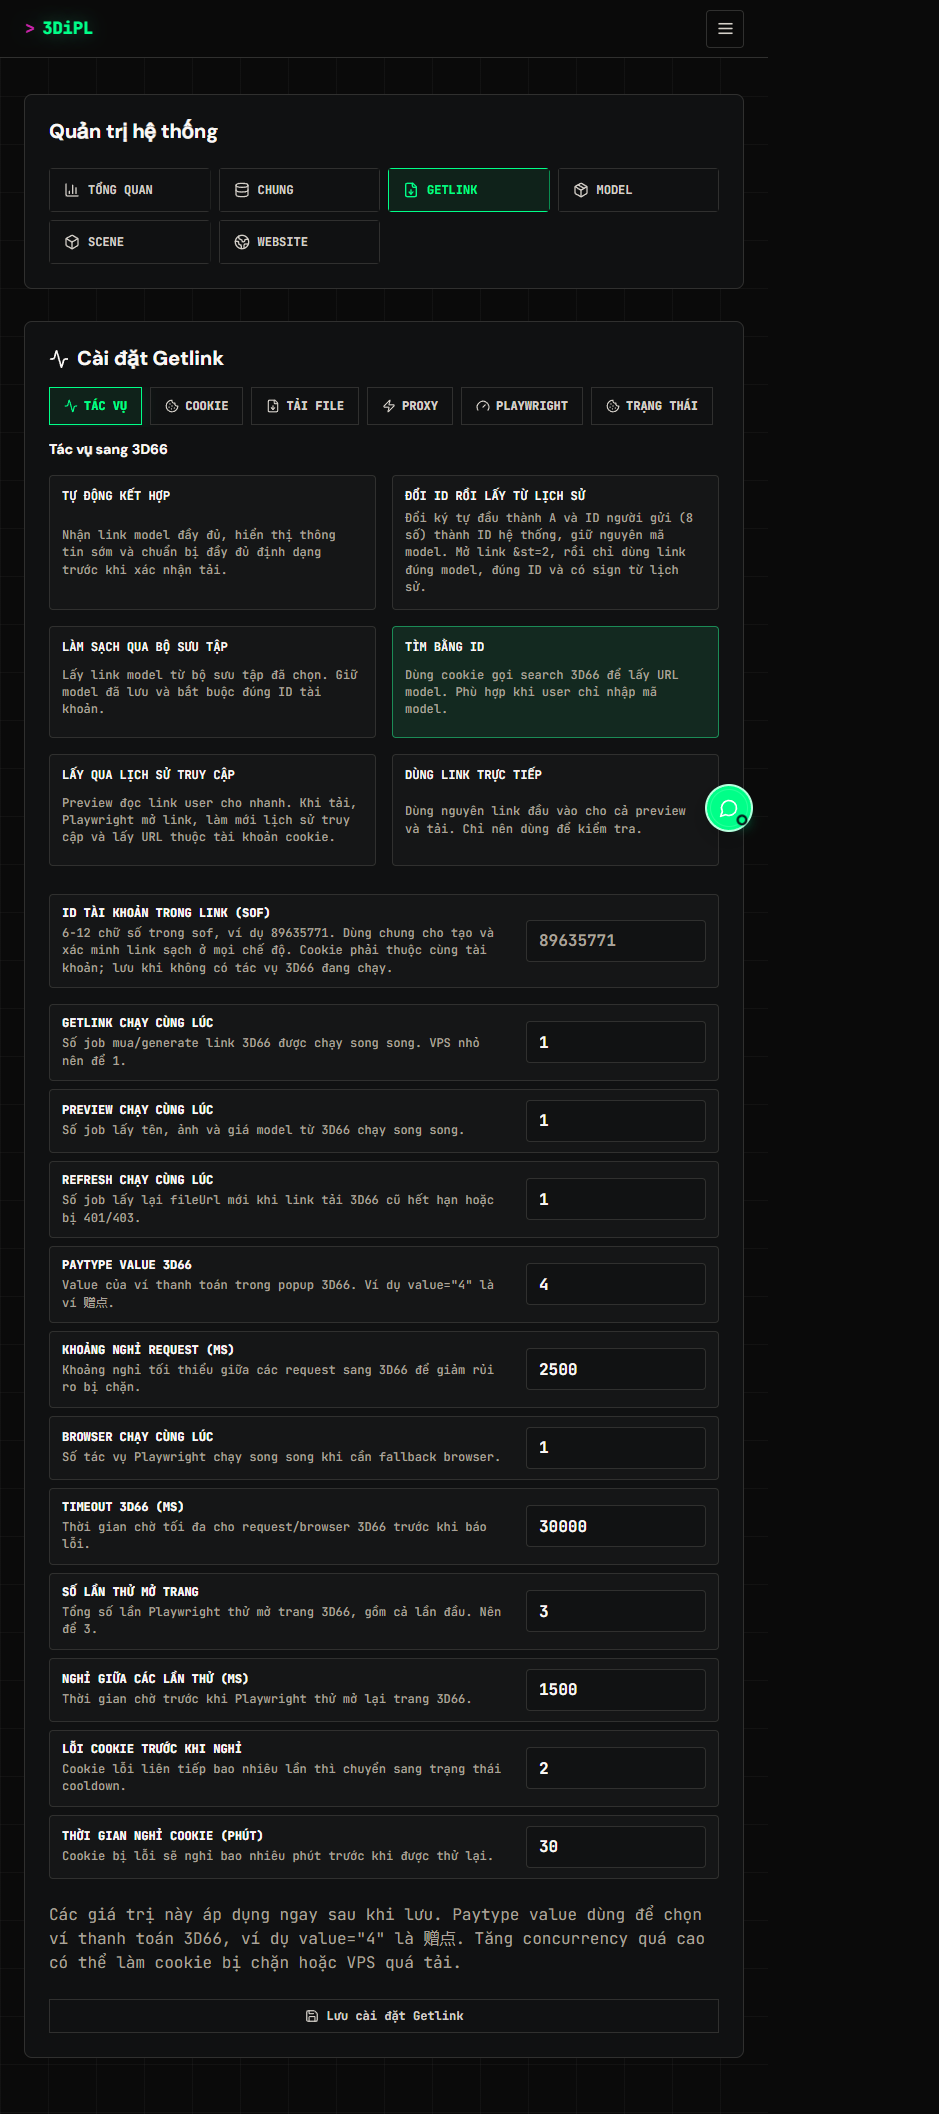 > 3DiPL
Quản trị hệ thống
TỔNG QUAN
CHUNG
GETLINK
MODEL
SCENE
WEBSITE
Cài đặt Getlink
TÁC VỤ
COOKIE
TẢI FILE
PROXY
PLAYWRIGHT
TRẠNG THÁI
Tác vụ sang 3D66
TỰ ĐỘNG KẾT HỢP
Nhận link model đầy đủ, hiển thị thông
tin sớm và chuẩn bị đầy đủ định dạng
trước khi xác nhận tải.
ĐỔI ID RỒI LẤY TỪ LỊCH SỬ
Đổi ký tự đầu thành A và ID người gửi (8
số) thành ID hệ thống, giữ nguyên mã
model. Mở link &st=2, rồi chỉ dùng link
đúng model, đúng ID và có sign từ lịch
sử.
LÀM SẠCH QUA BỘ SƯU TẬP
Lấy link model từ bộ sưu tập đã chọn. Giữ
model đã lưu và bắt buộc đúng ID tài
khoản.
TÌM BẰNG ID
Dùng cookie gọi search 3D66 để lấy URL
model. Phù hợp khi user chỉ nhập mã
model.
LẤY QUA LỊCH SỬ TRUY CẬP
Preview đọc link user cho nhanh. Khi tải,
Playwright mở link, làm mới lịch sử truy
cập và lấy URL thuộc tài khoản cookie.
DÙNG LINK TRỰC TIẾP
Dùng nguyên link đầu vào cho cả preview
và tải. Chỉ nên dùng để kiểm tra.
ID TÀI KHOẢN TRONG LINK (SOF)
6-12 chữ số trong sof, ví dụ 89635771. Dùng chung cho tạo và
xác minh link sạch ở mọi chế độ. Cookie phải thuộc cùng tài
khoản; lưu khi không có tác vụ 3D66 đang chạy.
89635771
GETLINK CHẠY CÙNG LÚC
Số job mua/generate link 3D66 được chạy song song. VPS nhỏ
nên để 1.
1
PREVIEW CHẠY CÙNG LÚC
Số job lấy tên, ảnh và giá model từ 3D66 chạy song song.
1
REFRESH CHẠY CÙNG LÚC
Số job lấy lại fileUrl mới khi link tải 3D66 cũ hết hạn hoặc
bị 401/403.
1
PAYTYPE VALUE 3D66
Value của ví thanh toán trong popup 3D66. Ví dụ value="4" là
ví 赠点.
4
KHOẢNG NGHỈ REQUEST (MS)
Khoảng nghỉ tối thiểu giữa các request sang 3D66 để giảm rủi
ro bị chặn.
2500
BROWSER CHẠY CÙNG LÚC
Số tác vụ Playwright chạy song song khi cần fallback browser.
1
TIMEOUT 3D66 (MS)
Thời gian chờ tối đa cho request/browser 3D66 trước khi báo
lỗi.
30000
SỐ LẦN THỬ MỞ TRANG
Tổng số lần Playwright thử mở trang 3D66, gồm cả lần đầu. Nên
để 3.
3
NGHỈ GIỮA CÁC LẦN THỬ (MS)
Thời gian chờ trước khi Playwright thử mở lại trang 3D66.
1500
LỖI COOKIE TRƯỚC KHI NGHỈ
Cookie lỗi liên tiếp bao nhiêu lần thì chuyển sang trạng thái
cooldown.
2
THỜI GIAN NGHỈ COOKIE (PHÚT)
Cookie bị lỗi sẽ nghỉ bao nhiêu phút trước khi được thử lại.
30
Các giá trị này áp dụng ngay sau khi lưu. Paytype value dùng để chọn
ví thanh toán 3D66, ví dụ value="4" là 赠点. Tăng concurrency quá cao
có thể làm cookie bị chặn hoặc VPS quá tải.
Lưu cài đặt Getlink